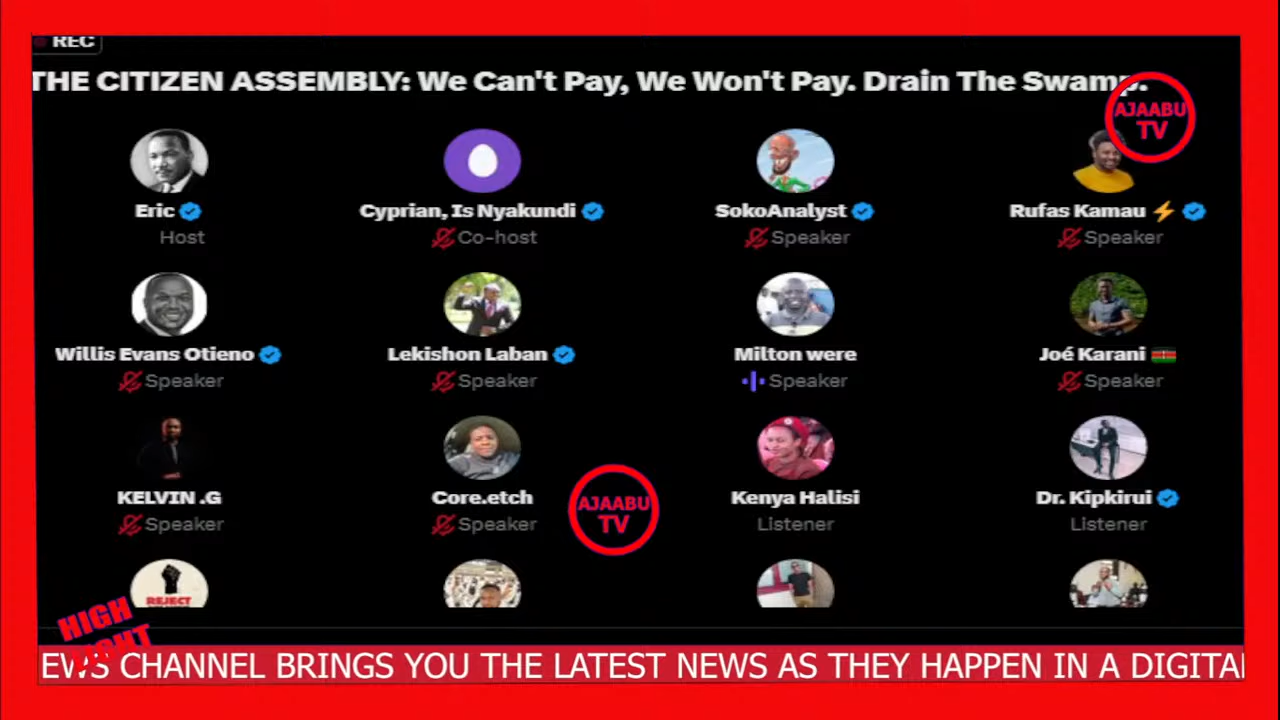 REC
THE CITIZEN ASSEMBLY: We Can't Pay, We Won't Pay. Drain The Swamp.
AJAABU
TV
Eric
Cyprian, Is Nyakundi
SokoAnalyst
Rufas Kamau ⚡
Host
Co-host
Speaker
Speaker
Willis Evans Otieno
Lekishon Laban
Milton were
Joé Karani 🇰🇪
Speaker
Speaker
Speaker
Speaker
KELVIN .G
Core.etch
Kenya Halisi
Dr. Kipkirui
Speaker
Speaker
Listener
Listener
AJAABU
TV
REJECT
HIGH
LIGHT
EWS CHANNEL BRINGS YOU THE LATEST NEWS AS THEY HAPPEN IN A DIGITAL